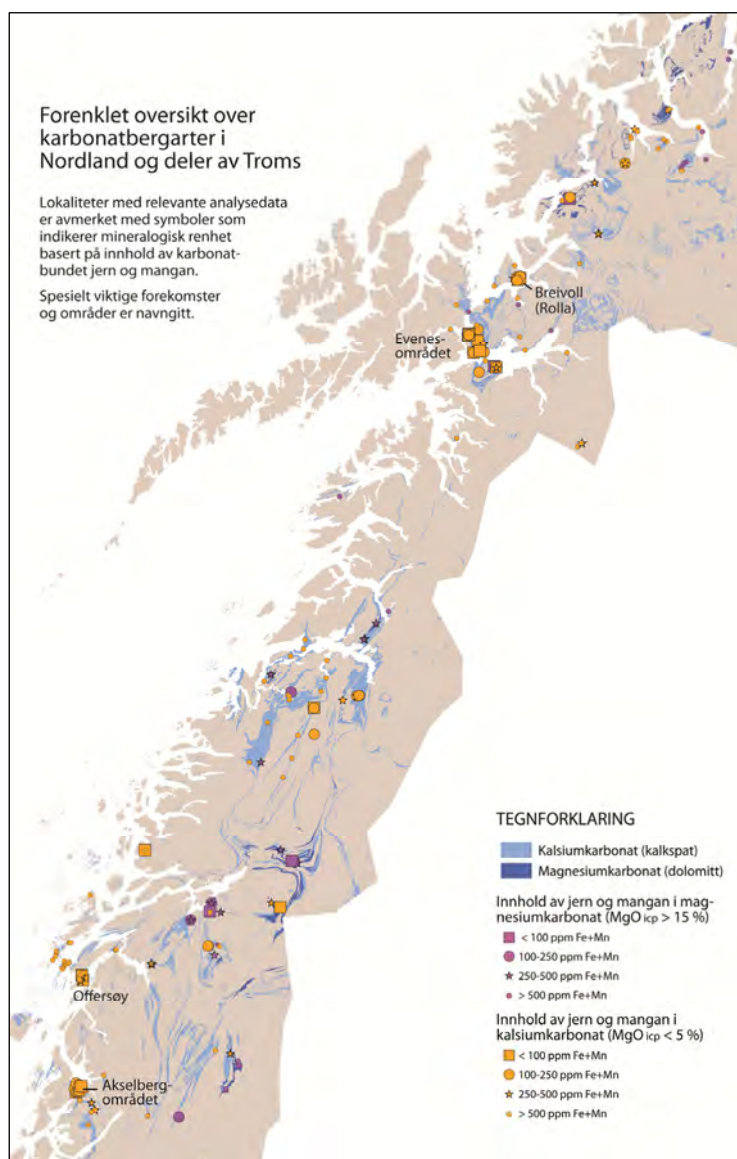 Forenklet oversikt over
karbonatbergarter i
Nordland og deler av Troms
Lokaliteter med relevante analysedata
er avmerket med symboler som
indikerer mineralogisk renhet
basert på innhold av karbonat-
bundet jern og mangan.
Spesielt viktige forekomster
og områder er navngitt.
Breivoll
(Rolla)
Evenes-
området
Offersøy
Akselberg-
området
TEGNFORKLARING
Kalsiumkarbonat (kalkspat)
Magnesiumkarbonat (dolomitt)
Innhold av jern og mangan i mag-
nesiumkarbonat (MgO icp > 15 %)
< 100 ppm Fe+Mn
100-250 ppm Fe+Mn
250-500 ppm Fe+Mn
> 500 ppm Fe+Mn
Innhold av jern og mangan i
kalsiumkarbonat (MgO icp < 5 %)
< 100 ppm Fe+Mn
100-250 ppm Fe+Mn
250-500 ppm Fe+Mn
> 500 ppm Fe+Mn